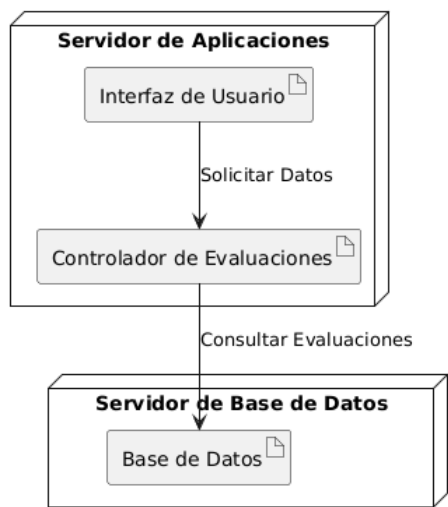 Servidor de Aplicaciones
Interfaz de Usuario
Solicitar Datos
Controlador de Evaluaciones
Consultar Evaluaciones
Servidor de Base de Datos
Base de Datos